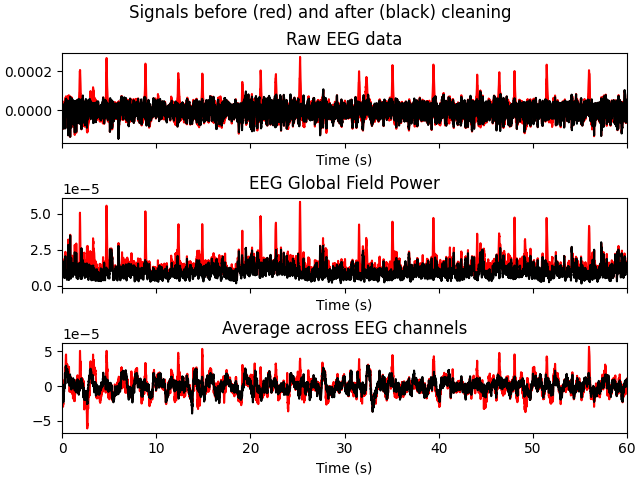 Signals before (red) and after (black) cleaning
Raw EEG data
0.0002
0.0000
Time (s)
EEG Global Field Power
1e−5
5.0
2.5
0.0
Time (s)
Average across EEG channels
1e−5
5
0
−5
0 10 20 30 40 50 60
Time (s)